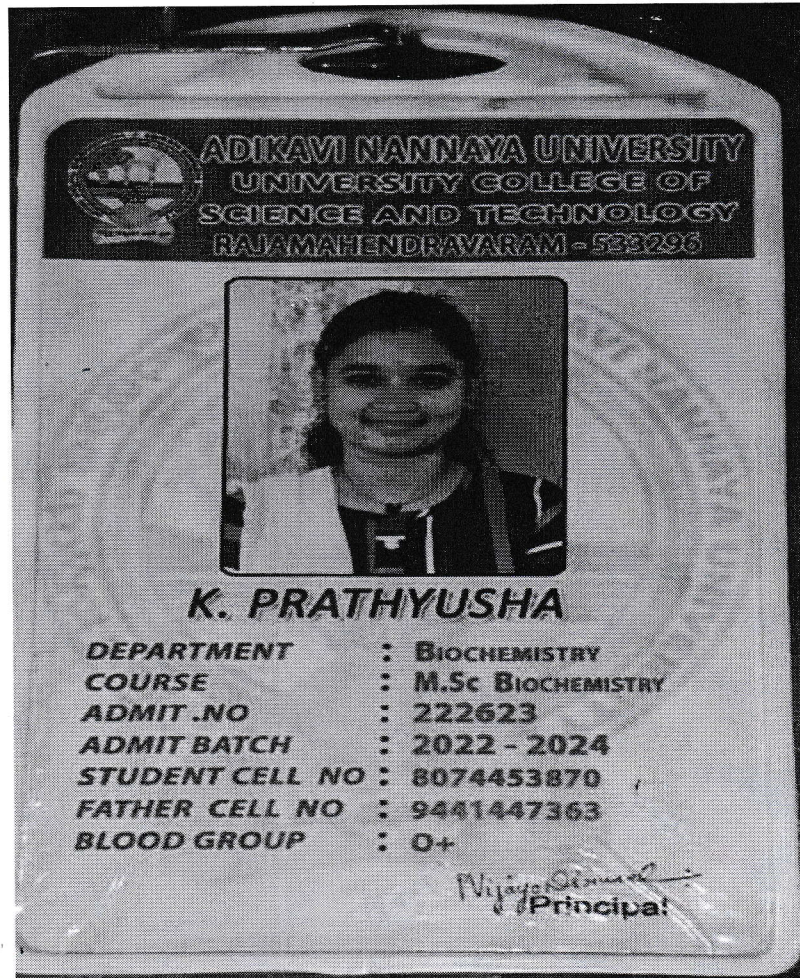 ADIKAVI NANNAYA UNIVERSITY
UNIVERSITY COLLEGE OF
SCIENCE AND TECHNOLOGY
RAJAMAHENDRAVARAM - 533296
K. PRATHYUSHA
DEPARTMENT : BIOCHEMISTRY
COURSE : M.Sc BIOCHEMISTRY
ADMIT .NO : 222623
ADMIT BATCH : 2022 - 2024
STUDENT CELL NO : 8074453870
FATHER CELL NO : 9441447363
BLOOD GROUP : O+
Principal